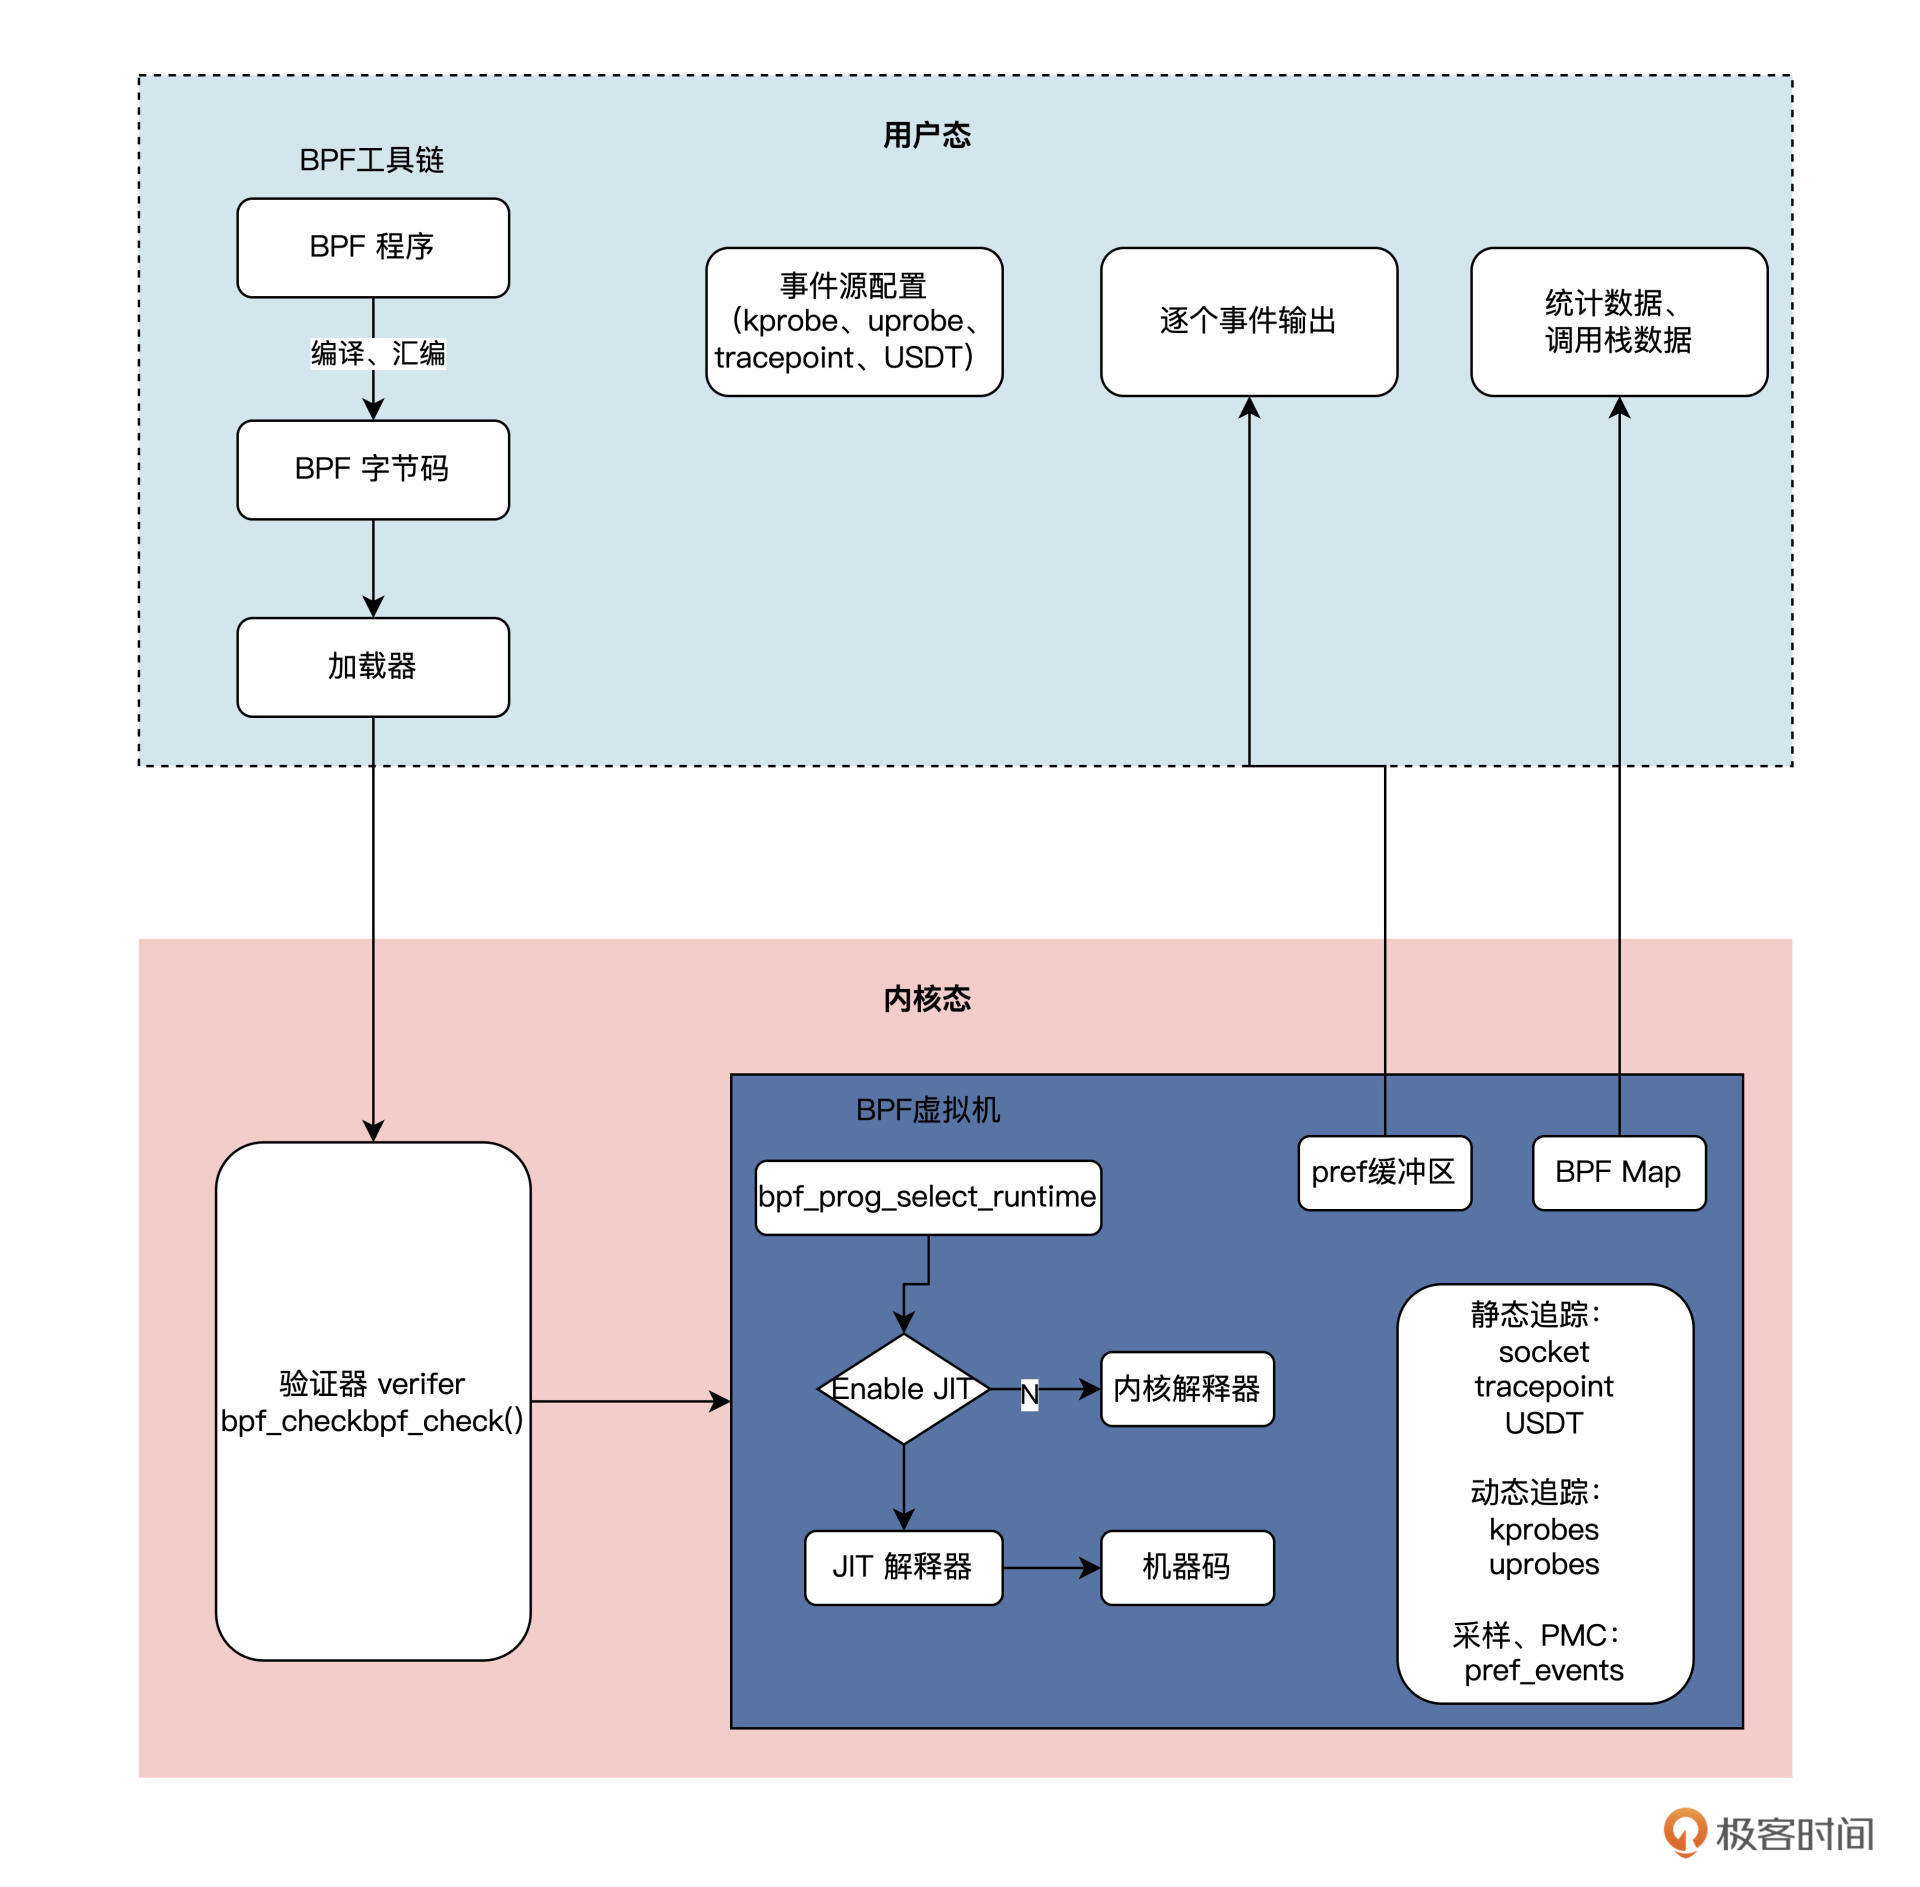 用户态
BPF工具链
BPF 程序
编译、汇编
BPF 字节码
加载器
事件源配置
（kprobe、uprobe、
tracepoint、USDT）
逐个事件输出
统计数据、
调用栈数据
内核态
验证器 verifer
bpf_checkbpf_check()
BPF虚拟机
bpf_prog_select_runtime
Enable JIT
N
内核解释器
JIT 解释器
机器码
pref缓冲区
BPF Map
静态追踪：
socket
tracepoint
USDT
动态追踪：
kprobes
uprobes
采样、PMC：
pref_events
极客时间